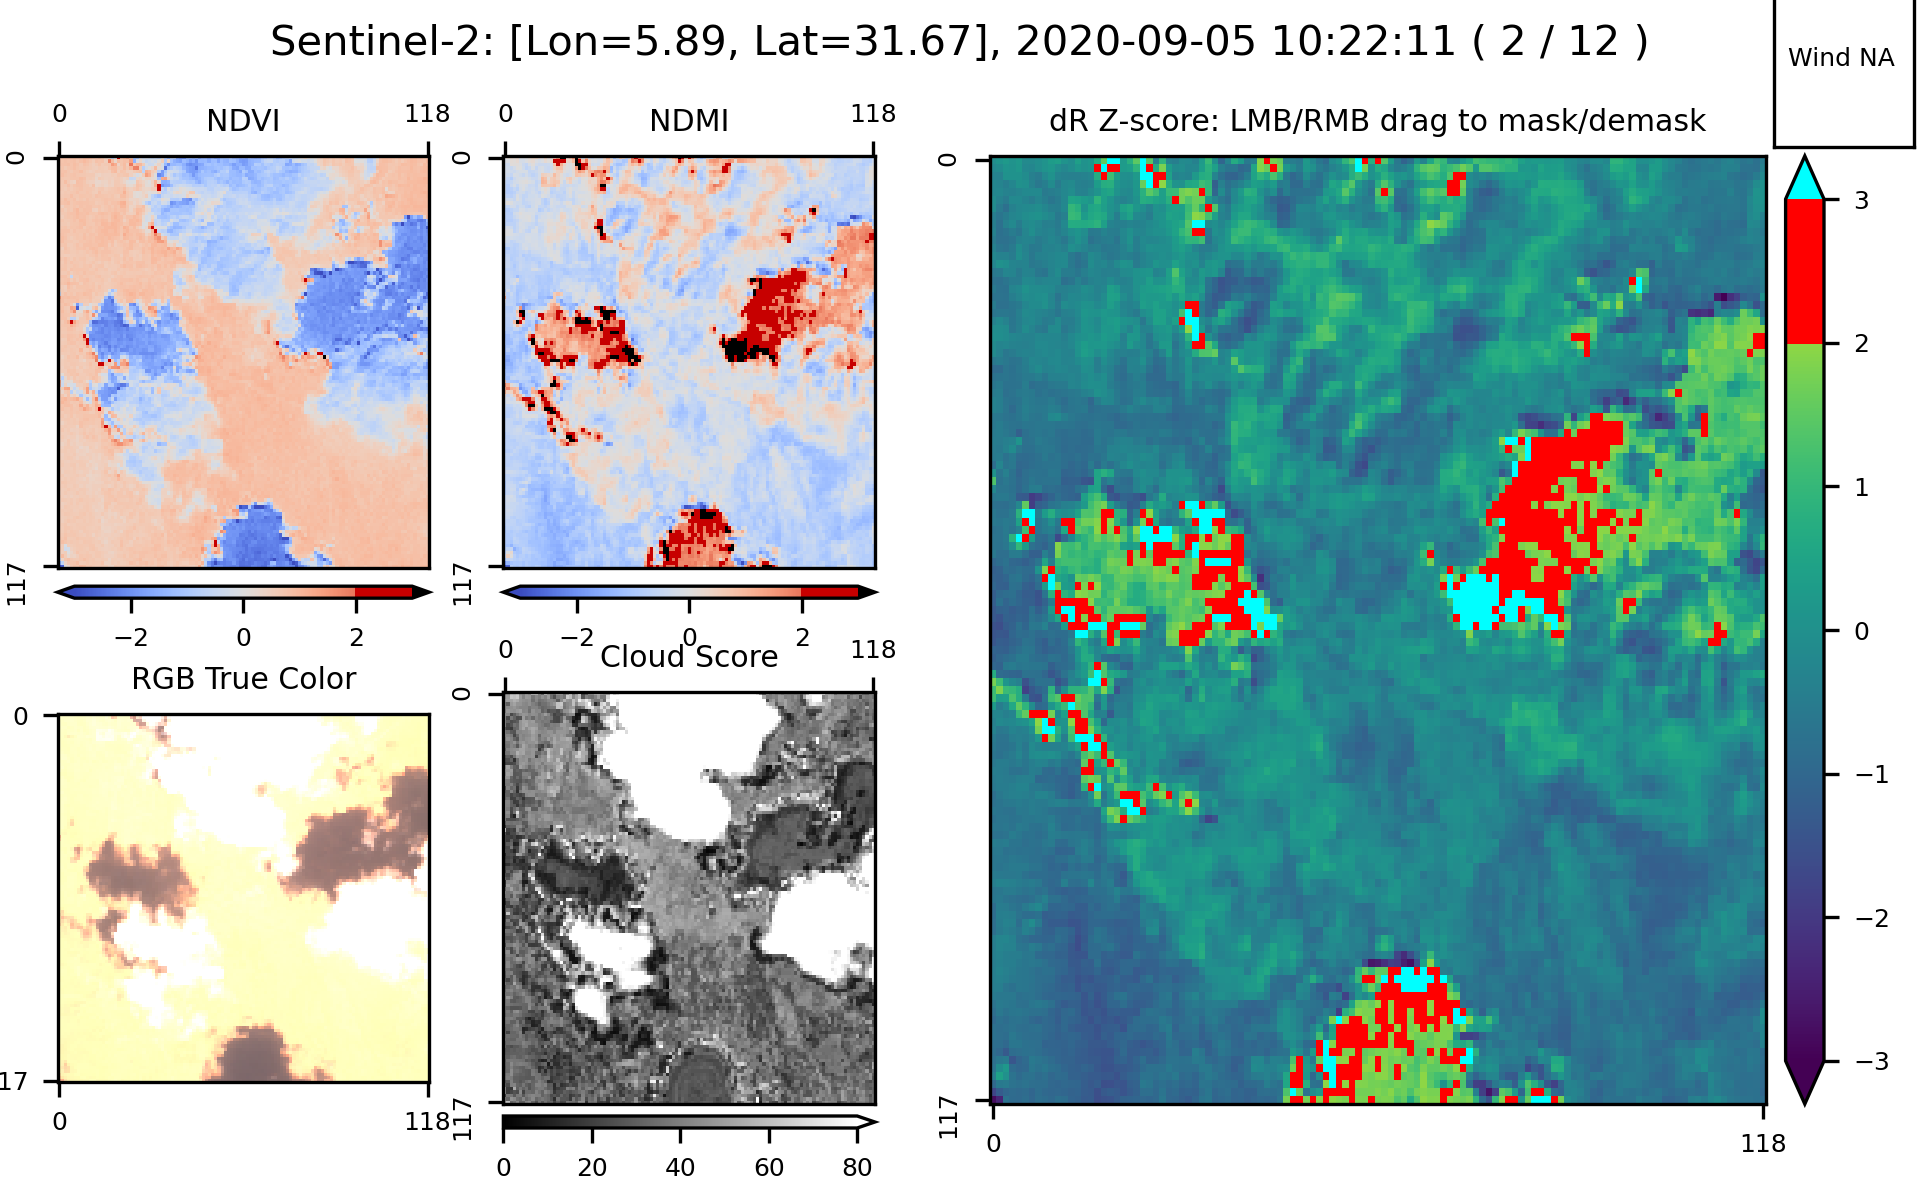 Sentinel-2: [Lon=5.89, Lat=31.67], 2020-09-05 10:22:11 ( 2 / 12 )
Wind NA
0 118
NDVI
0
117
−2 0 2
0 118
NDMI
0
117
−2 0 2
dR Z-score: LMB/RMB drag to mask/demask
0
117
0 118
3
2
1
0
−1
−2
−3
RGB True Color
0
17
0 118
0 118
Cloud Score
0
117
0 20 40 60 80